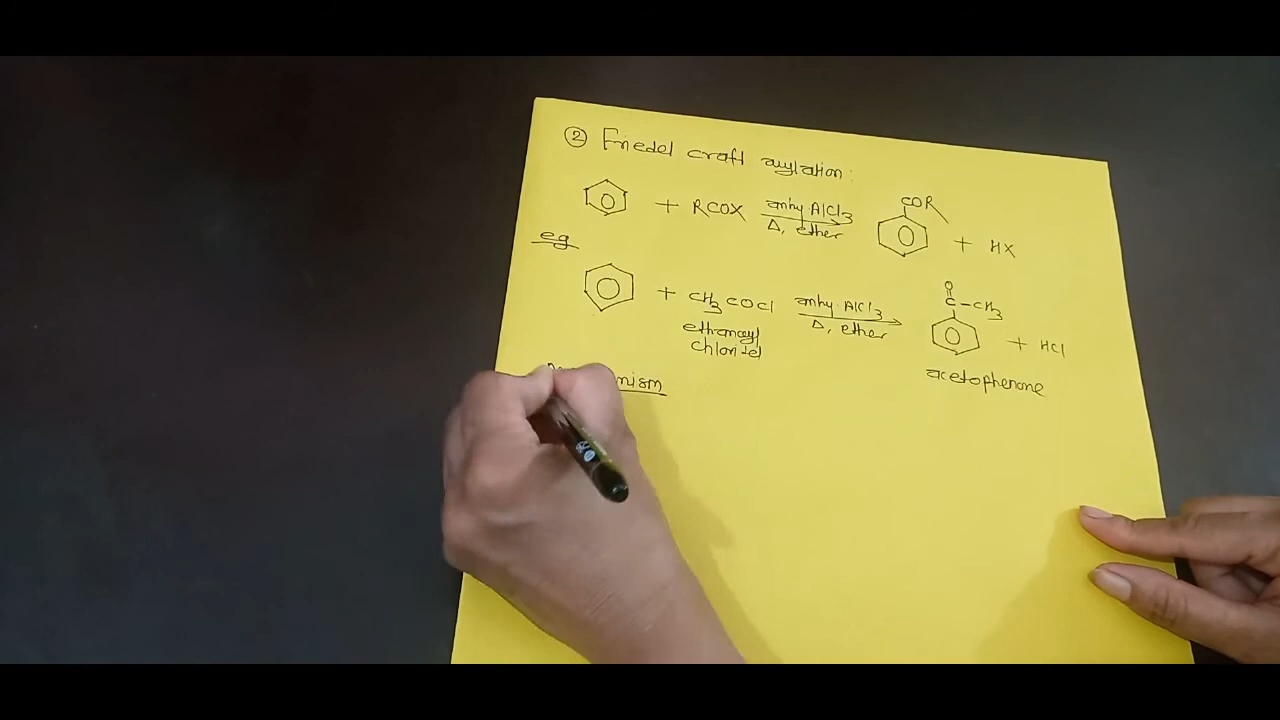 ② Friedel craft acylation:
+ RCOX anhy. AlCl3 Δ, ether COR + HX
eg
+ CH3COCl anhy. AlCl3 Δ, ether O C-CH3 + HCl
ethanoyl chloride
acetophenone